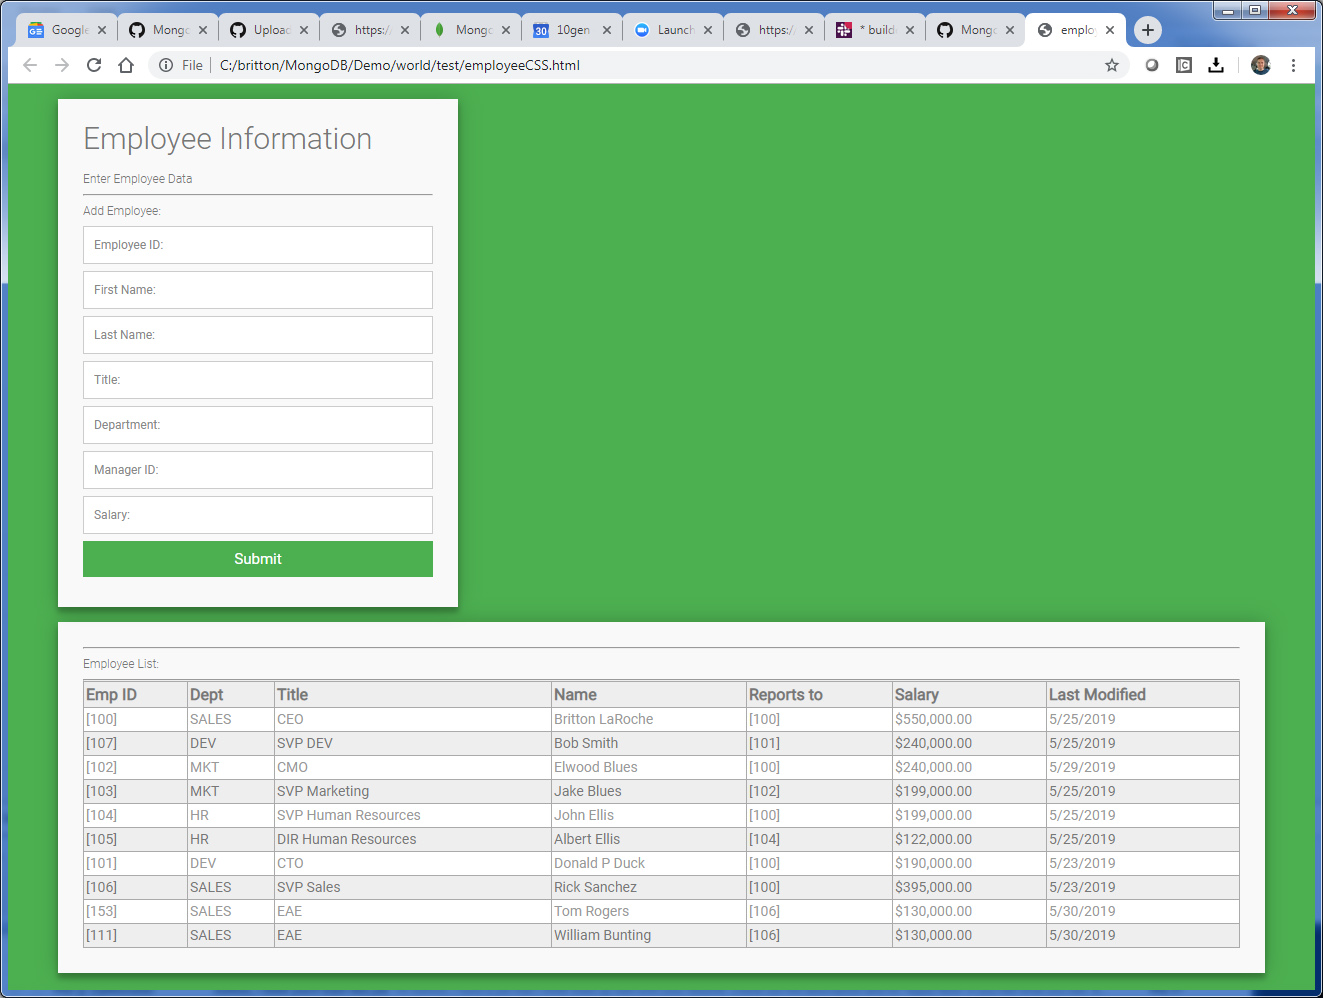 Google
Mongo
Upload
https:/
Mongo
30
10gen
Launch
https:/
* build
Mongo
emplo
File
C:/britton/MongoDB/Demo/world/test/employeeCSS.html
Employee Information
Enter Employee Data
Add Employee:
Employee ID:
First Name:
Last Name:
Title:
Department:
Manager ID:
Salary:
Submit
Employee List:
Emp ID Dept Title Name Reports to Salary Last Modified
[100] SALES CEO Britton LaRoche [100] $550,000.00 5/25/2019
[107] DEV SVP DEV Bob Smith [101] $240,000.00 5/25/2019
[102] MKT CMO Elwood Blues [100] $240,000.00 5/29/2019
[103] MKT SVP Marketing Jake Blues [102] $199,000.00 5/25/2019
[104] HR SVP Human Resources John Ellis [100] $199,000.00 5/25/2019
[105] HR DIR Human Resources Albert Ellis [104] $122,000.00 5/25/2019
[101] DEV CTO Donald P Duck [100] $190,000.00 5/23/2019
[106] SALES SVP Sales Rick Sanchez [100] $395,000.00 5/23/2019
[153] SALES EAE Tom Rogers [106] $130,000.00 5/30/2019
[111] SALES EAE William Bunting [106] $130,000.00 5/30/2019